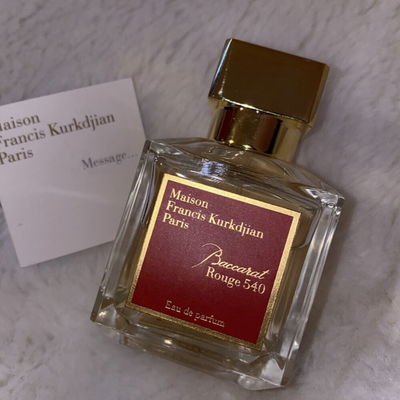 Maison
Francis Kurkdjian
Paris
Message...
Maison
Francis Kurkdjian
Paris
Baccarat
Rouge 540
Eau de parfum